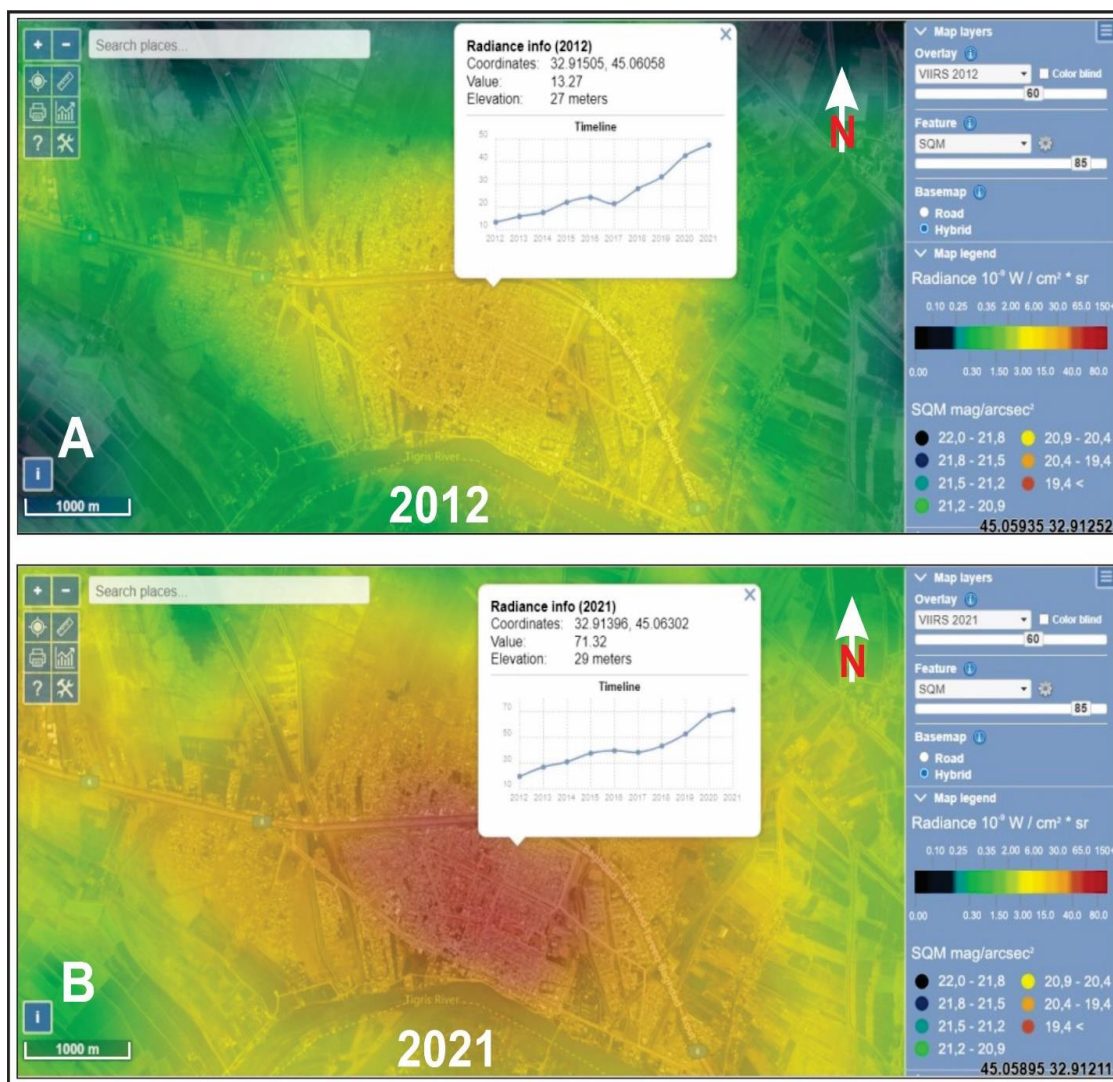 + −
Search places...
Radiance info (2012)
Coordinates: 32.91505, 45.06058
Value: 13.27
Elevation: 27 meters
Timeline
50
40
30
20
10
2012 2013 2014 2015 2016 2017 2018 2019 2020 2021
N
Map layers
Overlay
VIIRS 2012
Color blind
60
Feature
SQM
85
Basemap
Road
Hybrid
Map legend
Radiance 10⁻⁹ W / cm² * sr
0.10 0.25 0.35 2.00 6.00 30.0 65.0 150+
0.00 0.30 1.50 3.00 15.0 40.0 80.0
SQM mag/arcsec²
22,0 - 21,8
20,9 - 20,4
21,8 - 21,5
20,4 - 19,4
21,5 - 21,2
19,4 <
21,2 - 20,9
45.05935 32.91252
?
6
6
6
Tigris River
A
i
1000 m
2012
+ −
Search places...
Radiance info (2021)
Coordinates: 32.91396, 45.06302
Value: 71.32
Elevation: 29 meters
Timeline
70
50
30
10
2012 2013 2014 2015 2016 2017 2018 2019 2020 2021
N
Map layers
Overlay
VIIRS 2021
Color blind
60
Feature
SQM
85
Basemap
Road
Hybrid
Map legend
Radiance 10⁻⁹ W / cm² * sr
0.10 0.25 0.35 2.00 6.00 30.0 65.0 150+
0.00 0.30 1.50 3.00 15.0 40.0 80.0
SQM mag/arcsec²
22,0 - 21,8
20,9 - 20,4
21,8 - 21,5
20,4 - 19,4
21,5 - 21,2
19,4 <
21,2 - 20,9
45.05895 32.91211
?
6
6
6
Tigris River
B
i
1000 m
2021